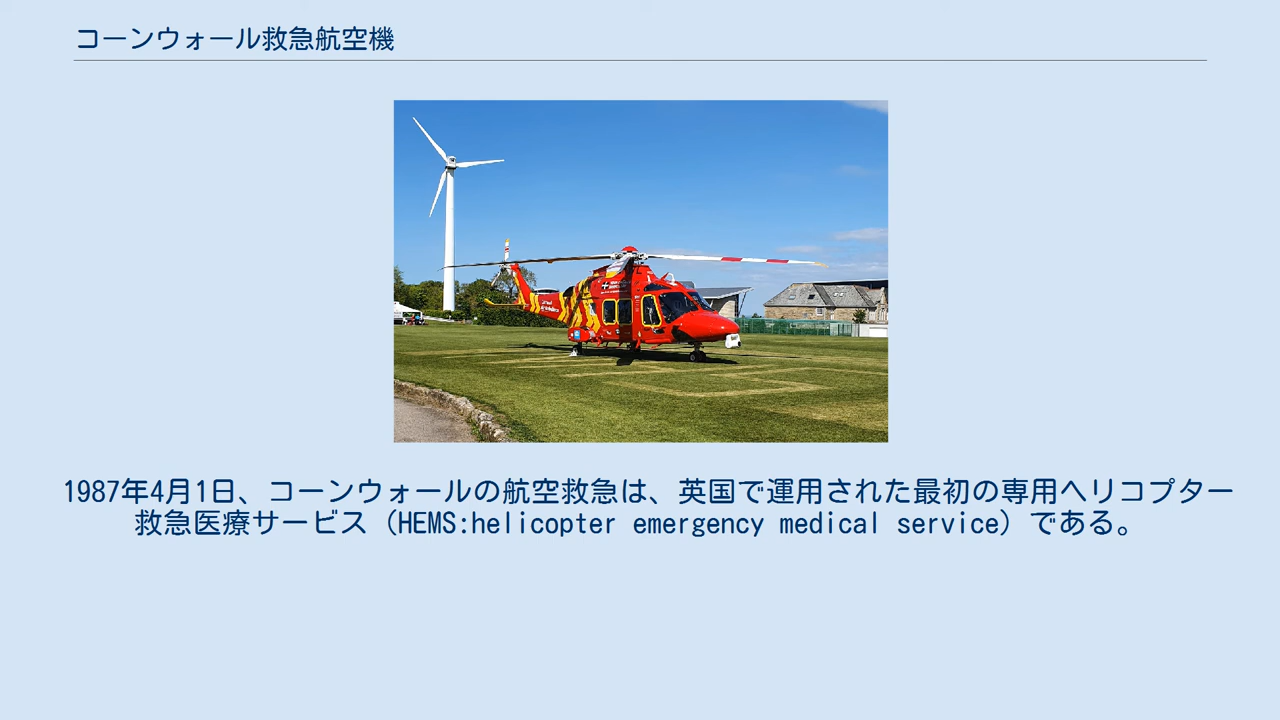 コーンウォール救急航空機
1987年4月1日、コーンウォールの航空救急は、英国で運用された最初の専用ヘリコプター
救急医療サービス（HEMS:helicopter emergency medical service）である。